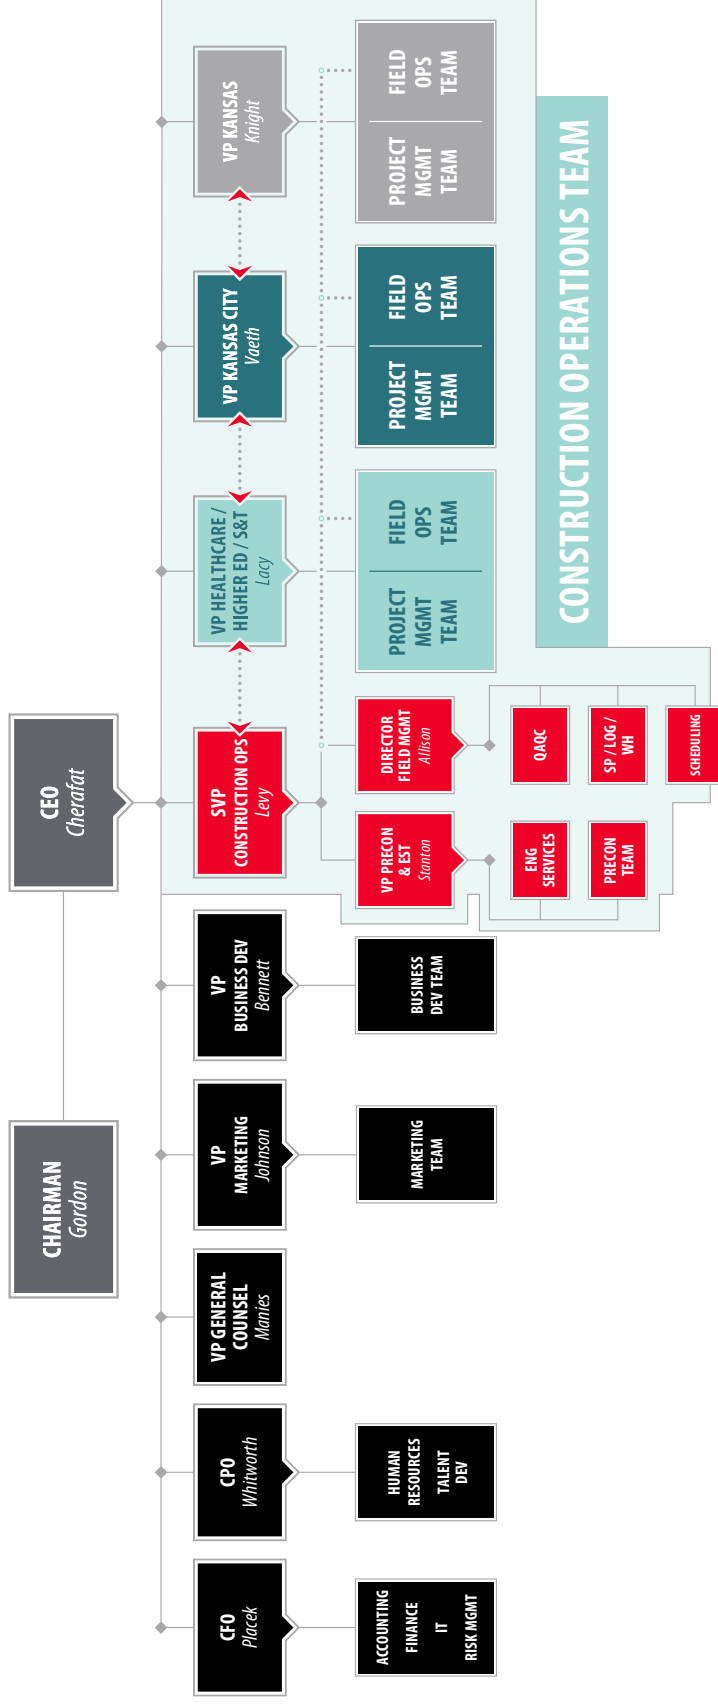 CHAIRMAN
Gordon
CEO
Cherafat
CFO
Placek
CPO
Whitworth
VP GENERAL
COUNSEL
Manies
VP
MARKETING
Johnson
VP
BUSINESS DEV
Bennett
SVP
CONSTRUCTION OPS
Levy
VP HEALTHCARE /
HIGHER ED / S&T
Lacy
VP KANSAS CITY
Vaeth
VP KANSAS
Knight
ACCOUNTING
FINANCE
IT
RISK MGMT
HUMAN
RESOURCES
TALENT
DEV
MARKETING
TEAM
BUSINESS
DEV TEAM
VP PRECON
& EST
Stanton
DIRECTOR
FIELD MGMT
Allison
PROJECT
MGMT
TEAM
FIELD
OPS
TEAM
PROJECT
MGMT
TEAM
FIELD
OPS
TEAM
PROJECT
MGMT
TEAM
FIELD
OPS
TEAM
ENG
SERVICES
PRECON
TEAM
QAQC
SP / LOG /
WH
SCHEDULING
CONSTRUCTION OPERATIONS TEAM